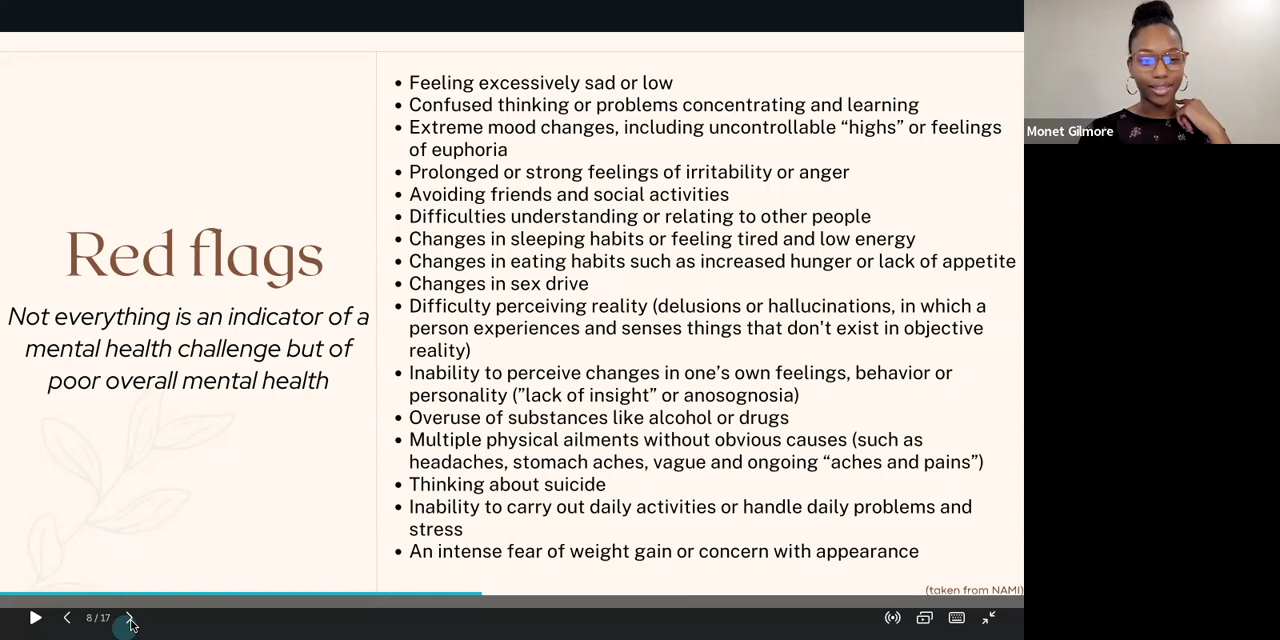 Red flags
Not everything is an indicator of a
mental health challenge but of
poor overall mental health
• Feeling excessively sad or low
• Confused thinking or problems concentrating and learning
• Extreme mood changes, including uncontrollable “highs” or feelings
of euphoria
• Prolonged or strong feelings of irritability or anger
• Avoiding friends and social activities
• Difficulties understanding or relating to other people
• Changes in sleeping habits or feeling tired and low energy
• Changes in eating habits such as increased hunger or lack of appetite
• Changes in sex drive
• Difficulty perceiving reality (delusions or hallucinations, in which a
person experiences and senses things that don't exist in objective
reality)
• Inability to perceive changes in one’s own feelings, behavior or
personality (”lack of insight” or anosognosia)
• Overuse of substances like alcohol or drugs
• Multiple physical ailments without obvious causes (such as
headaches, stomach aches, vague and ongoing “aches and pains”)
• Thinking about suicide
• Inability to carry out daily activities or handle daily problems and
stress
• An intense fear of weight gain or concern with appearance
(taken from NAMI)
8 / 17
Monet Gilmore